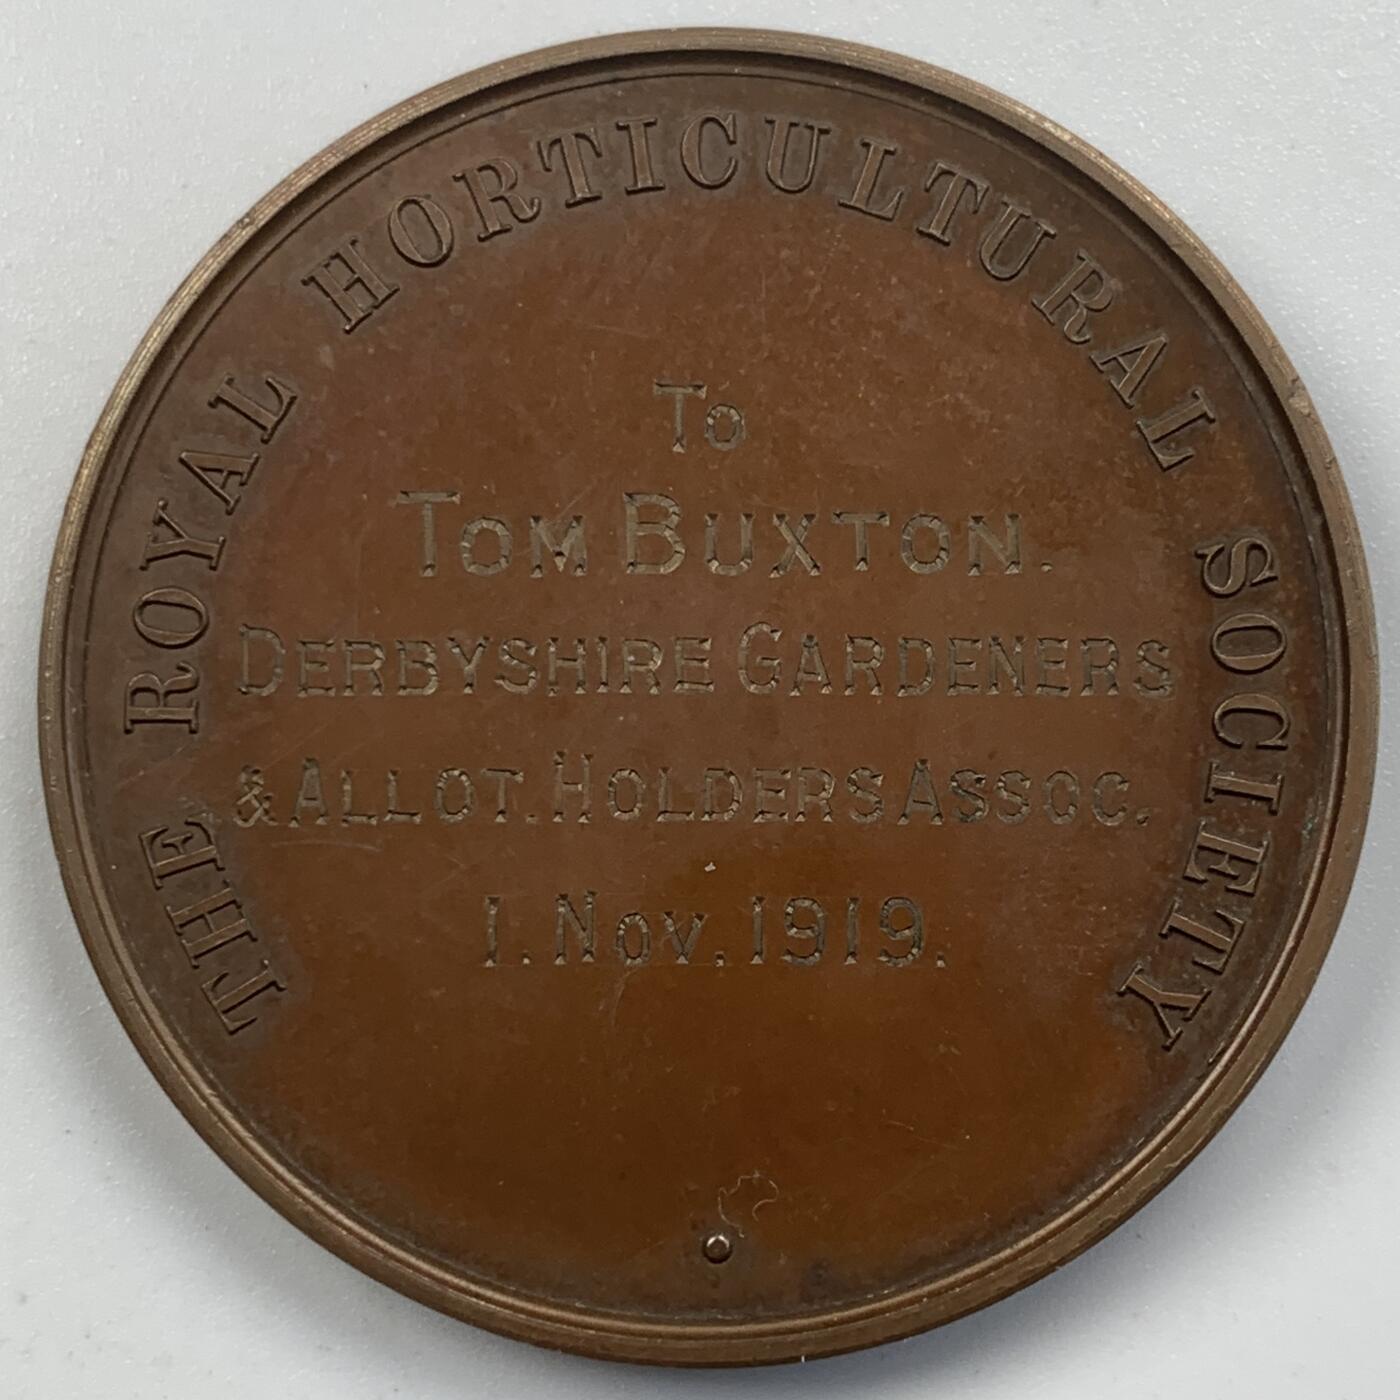 THE ROYAL HORTICULTURAL SOCIETY
To
TOM BUXTON.
DERBYSHIRE GARDENERS
& ALLOT. HOLDERS ASSOC.
1. NOV. 1919.